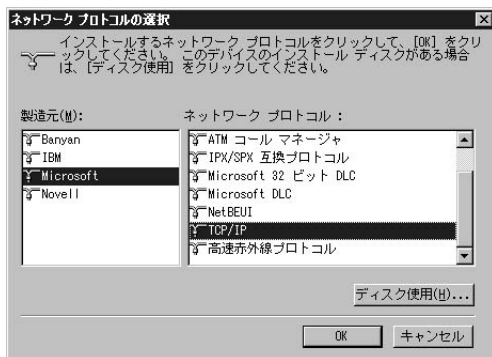 ネットワーク プロトコルの選択
インストールするネットワーク プロトコルをクリックして、[OK] をクリ
ックしてください。 このデバイスのインストール ディスクがある場合
は、[ディスク使用] をクリックしてください。
製造元(M):
Banyan
IBM
Microsoft
Novell
ネットワーク プロトコル :
ATM コール マネージャ
IPX/SPX 互換プロトコル
Microsoft 32 ビット DLC
Microsoft DLC
NetBEUI
TCP/IP
高速赤外線プロトコル
ディスク使用(H)...
OK
キャンセル